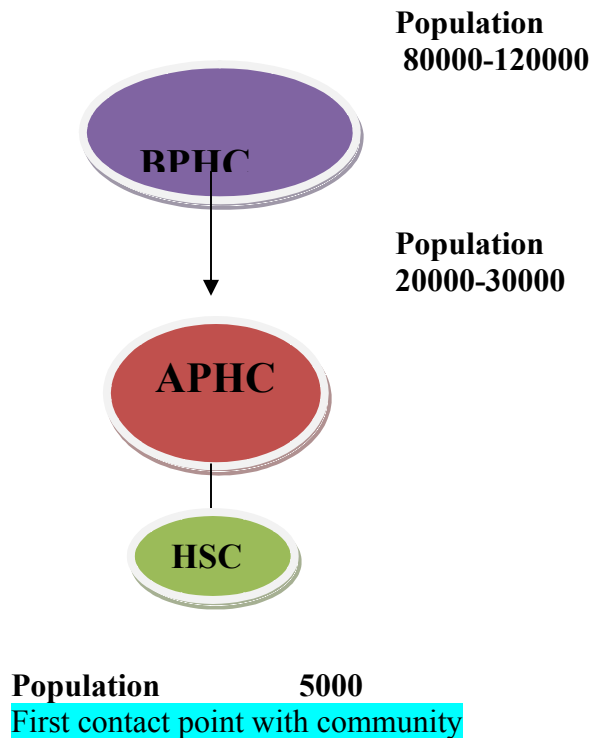 Population
80000-120000
BPHC
Population
20000-30000
APHC
HSC
Population 5000
First contact point with community